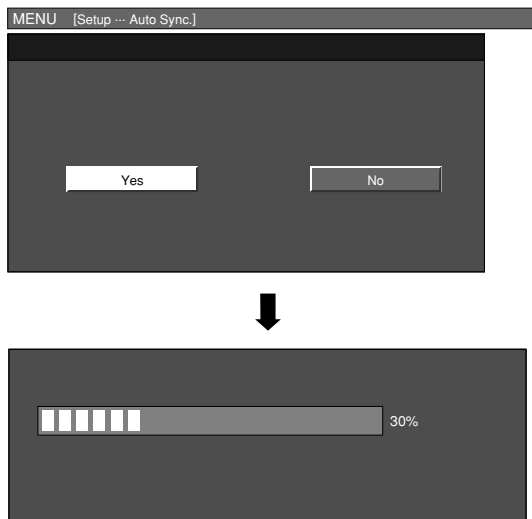 MENU [Setup ··· Auto Sync.]
Yes No
30%